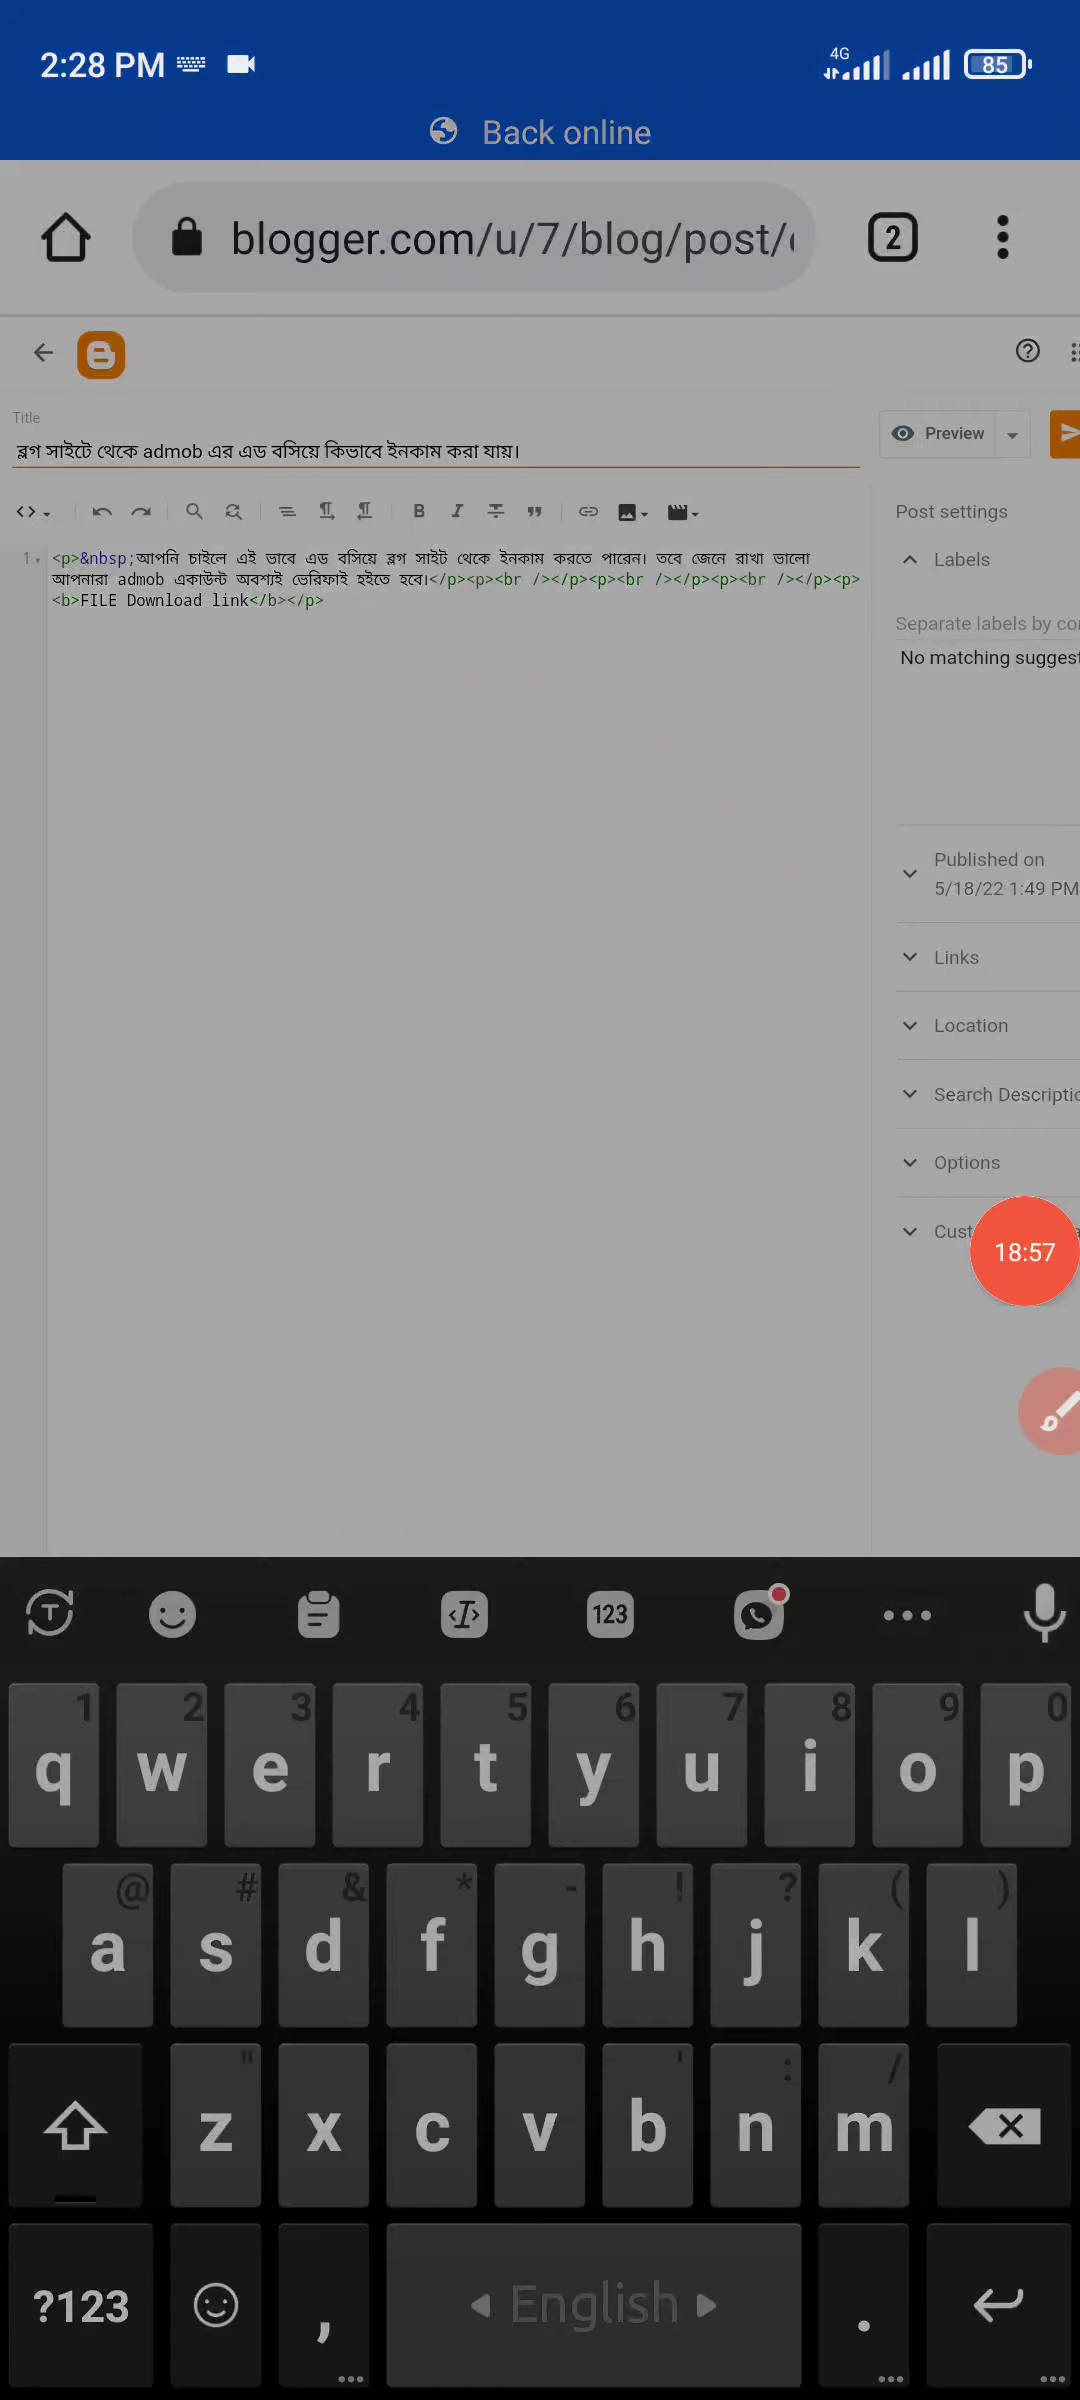 2:28 PM
4G
85
Back online
blogger.com/u/7/blog/post/
2
Title
ব্লগ সাইটে থেকে admob এর এড বসিয়ে কিভাবে ইনকাম করা যায়।
Preview
Post settings
1
<p>&nbsp;আপনি চাইলে এই ভাবে এড বসিয়ে ব্লগ সাইট থেকে ইনকাম করতে পারেন। তবে জেনে রাখা ভালো
আপনারা admob একাউন্ট অবশ্যই ভেরিফাই হইতে হবে।</p><p><br /></p><p><br /></p><p><br /></p><p>
<b>FILE Download link</b></p>
Labels
Separate labels by co
No matching suggest
Published on
5/18/22 1:49 PM
Links
Location
Search Descriptio
Options
Cust
18:57
T
123
1 2 3 4 5 6 7 8 9 0
q w e r t y u i o p
@ # & * - ! ? ( )
a s d f g h j k l
" ' : /
z x c v b n m
?123 , English .